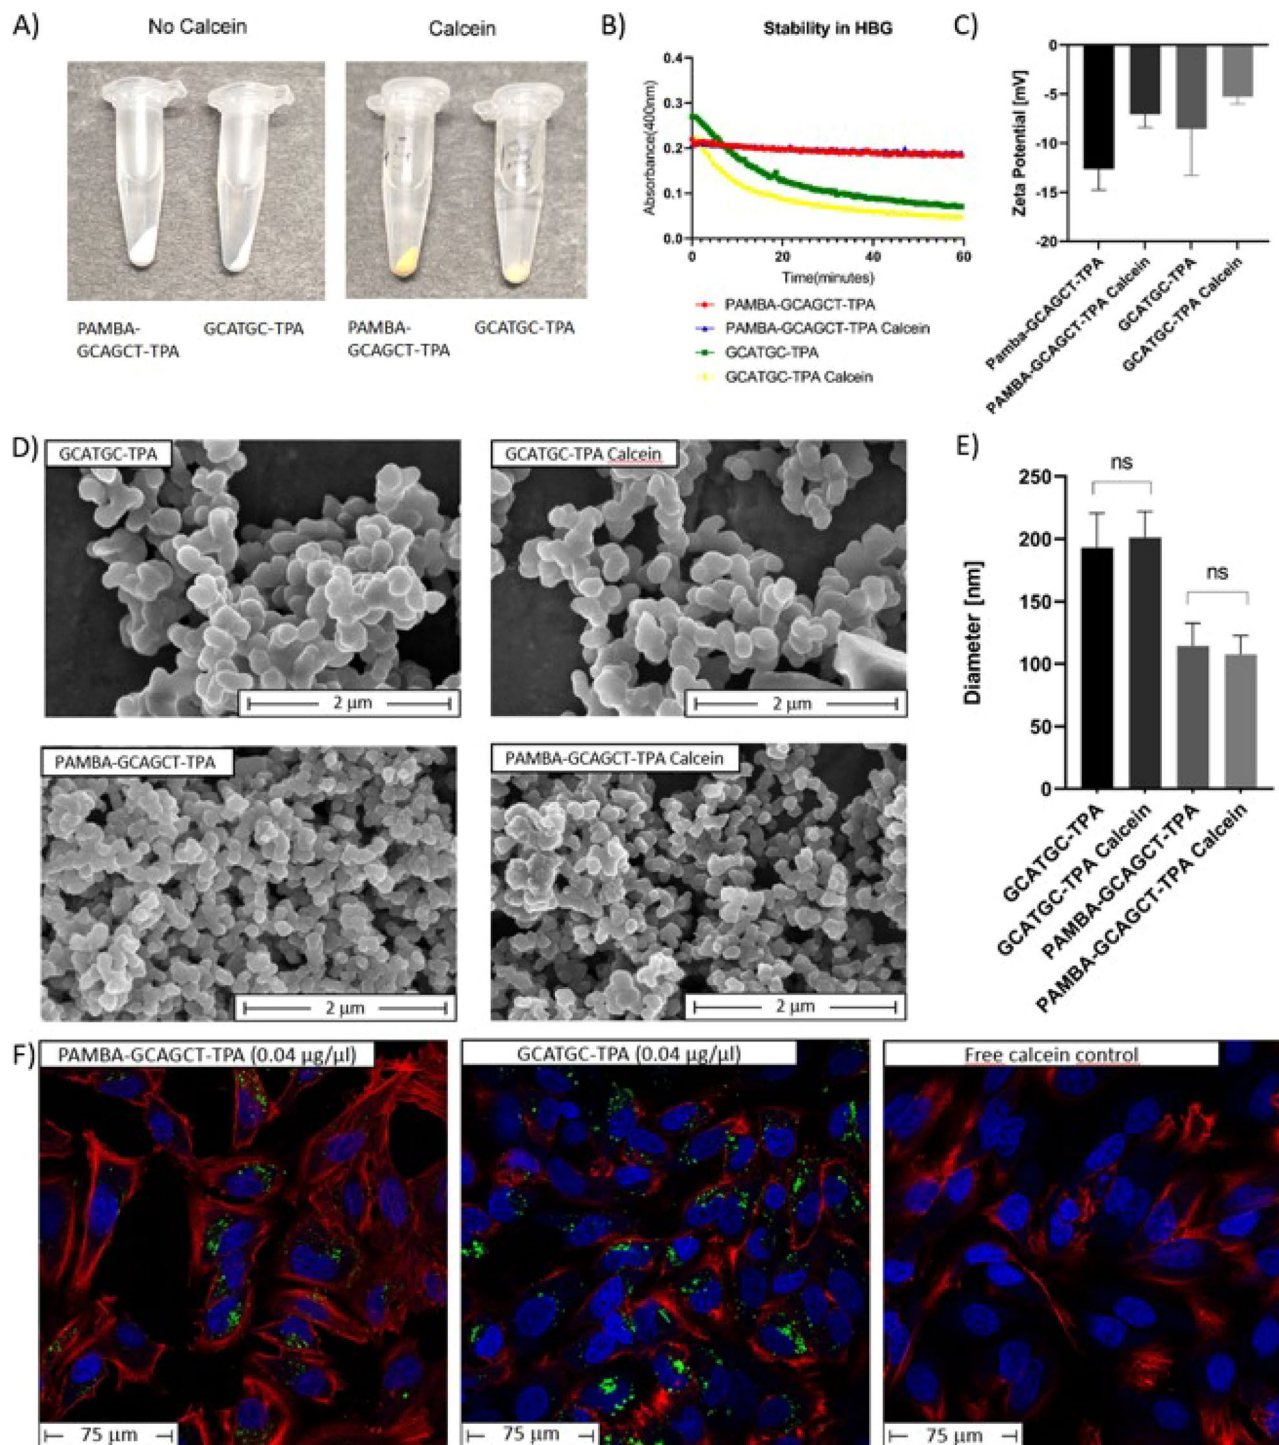 A)
No Calcein
Calcein
PAMBA-
GCAGCT-TPA
GCATGC-TPA
PAMBA-
GCAGCT-TPA
GCATGC-TPA
B)
Stability in HBG
Absorbance(400nm)
0.4
0.3
0.2
0.1
0.0
0
20
40
60
Time(minutes)
PAMBA-GCAGCT-TPA
PAMBA-GCAGCT-TPA Calcein
GCATGC-TPA
GCATGC-TPA Calcein
C)
Zeta Potential [mV]
0
-5
-10
-15
-20
Pamba-GCAGCT-TPA
PAMBA-GCAGCT-TPA Calcein
GCATGC-TPA
GCATGC-TPA Calcein
D)
GCATGC-TPA
2 μm
GCATGC-TPA Calcein
2 μm
PAMBA-GCAGCT-TPA
2 μm
PAMBA-GCAGCT-TPA Calcein
2 μm
E)
Diameter [nm]
250
200
150
100
50
0
ns
ns
GCATGC-TPA
GCATGC-TPA Calcein
PAMBA-GCAGCT-TPA
PAMBA-GCAGCT-TPA Calcein
F)
PAMBA-GCAGCT-TPA (0.04 μg/μl)
75 μm
GCATGC-TPA (0.04 μg/μl)
75 μm
Free calcein control
75 μm